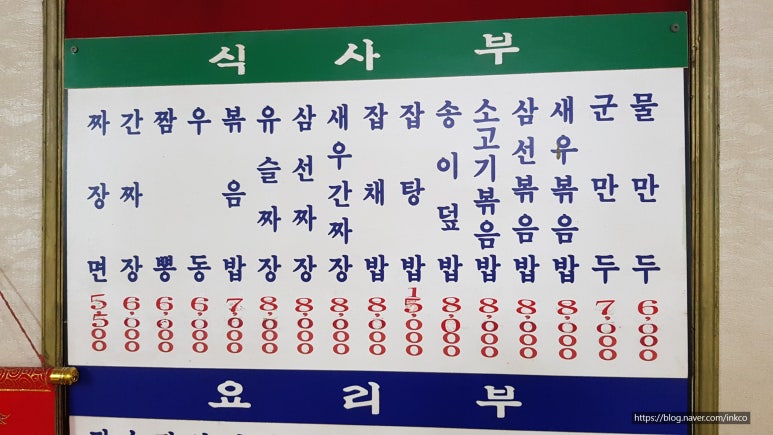 식사부
짜장면 5,500
간짜장 6,000
짬뽕 6,000
우동 6,000
볶음밥 7,000
유슬짜장 8,000
삼선짜장 8,000
새우간짜장 8,000
잡채밥 8,000
잡탕밥 15,000
송이덮밥 8,000
소고기볶음밥 8,000
삼선볶음밥 8,000
새유볶음밥 8,000
군만두 7,000
물만두 6,000
요리부
https://blog.naver.com/inkco